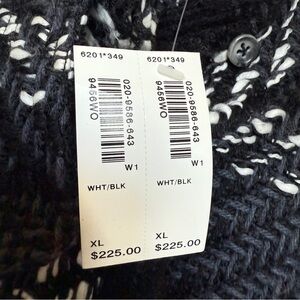 6201*349
020-9586-643
9456WO
W1
WHT/BLK
XL
$225.00
6201*349
020-9586-643
9456WO
W1
WHT/BLK
XL
$225.00